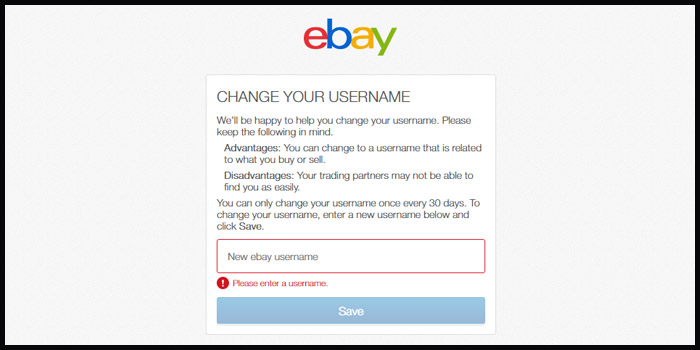 ebay
CHANGE YOUR USERNAME
We'll be happy to help you change your username. Please
keep the following in mind.
Advantages: You can change to a username that is related
to what you buy or sell.
Disadvantages: Your trading partners may not be able to
find you as easily.
You can only change your username once every 30 days. To
change your username, enter a new username below and
click Save.
New ebay username
! Please enter a username.
Save